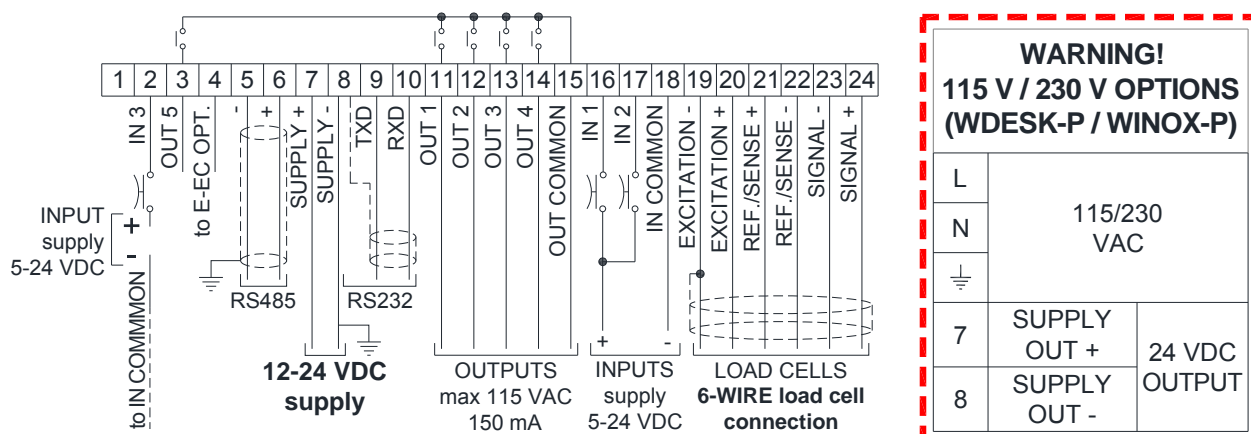 1 2 3 4 5 6 7 8 9 10 11 12 13 14 15 16 17 18 19 20 21 22 23 24
IN 3
OUT 5
to E-EC OPT.
-
+
SUPPLY +
SUPPLY -
TXD
RXD
OUT 1
OUT 2
OUT 3
OUT 4
OUT COMMON
IN 1
IN 2
IN COMMON
EXCITATION -
EXCITATION +
REF./SENSE +
REF./SENSE -
SIGNAL -
SIGNAL +
INPUT
supply
5-24 VDC
+
-
to IN COMMMON
RS485
RS232
12-24 VDC
supply
OUTPUTS
max 115 VAC
150 mA
+ -
INPUTS
supply
5-24 VDC
LOAD CELLS
6-WIRE load cell
connection
WARNING!
115 V / 230 V OPTIONS
(WDESK-P / WINOX-P)
L
N
115/230
VAC
7
SUPPLY
OUT +
8
SUPPLY
OUT -
24 VDC
OUTPUT